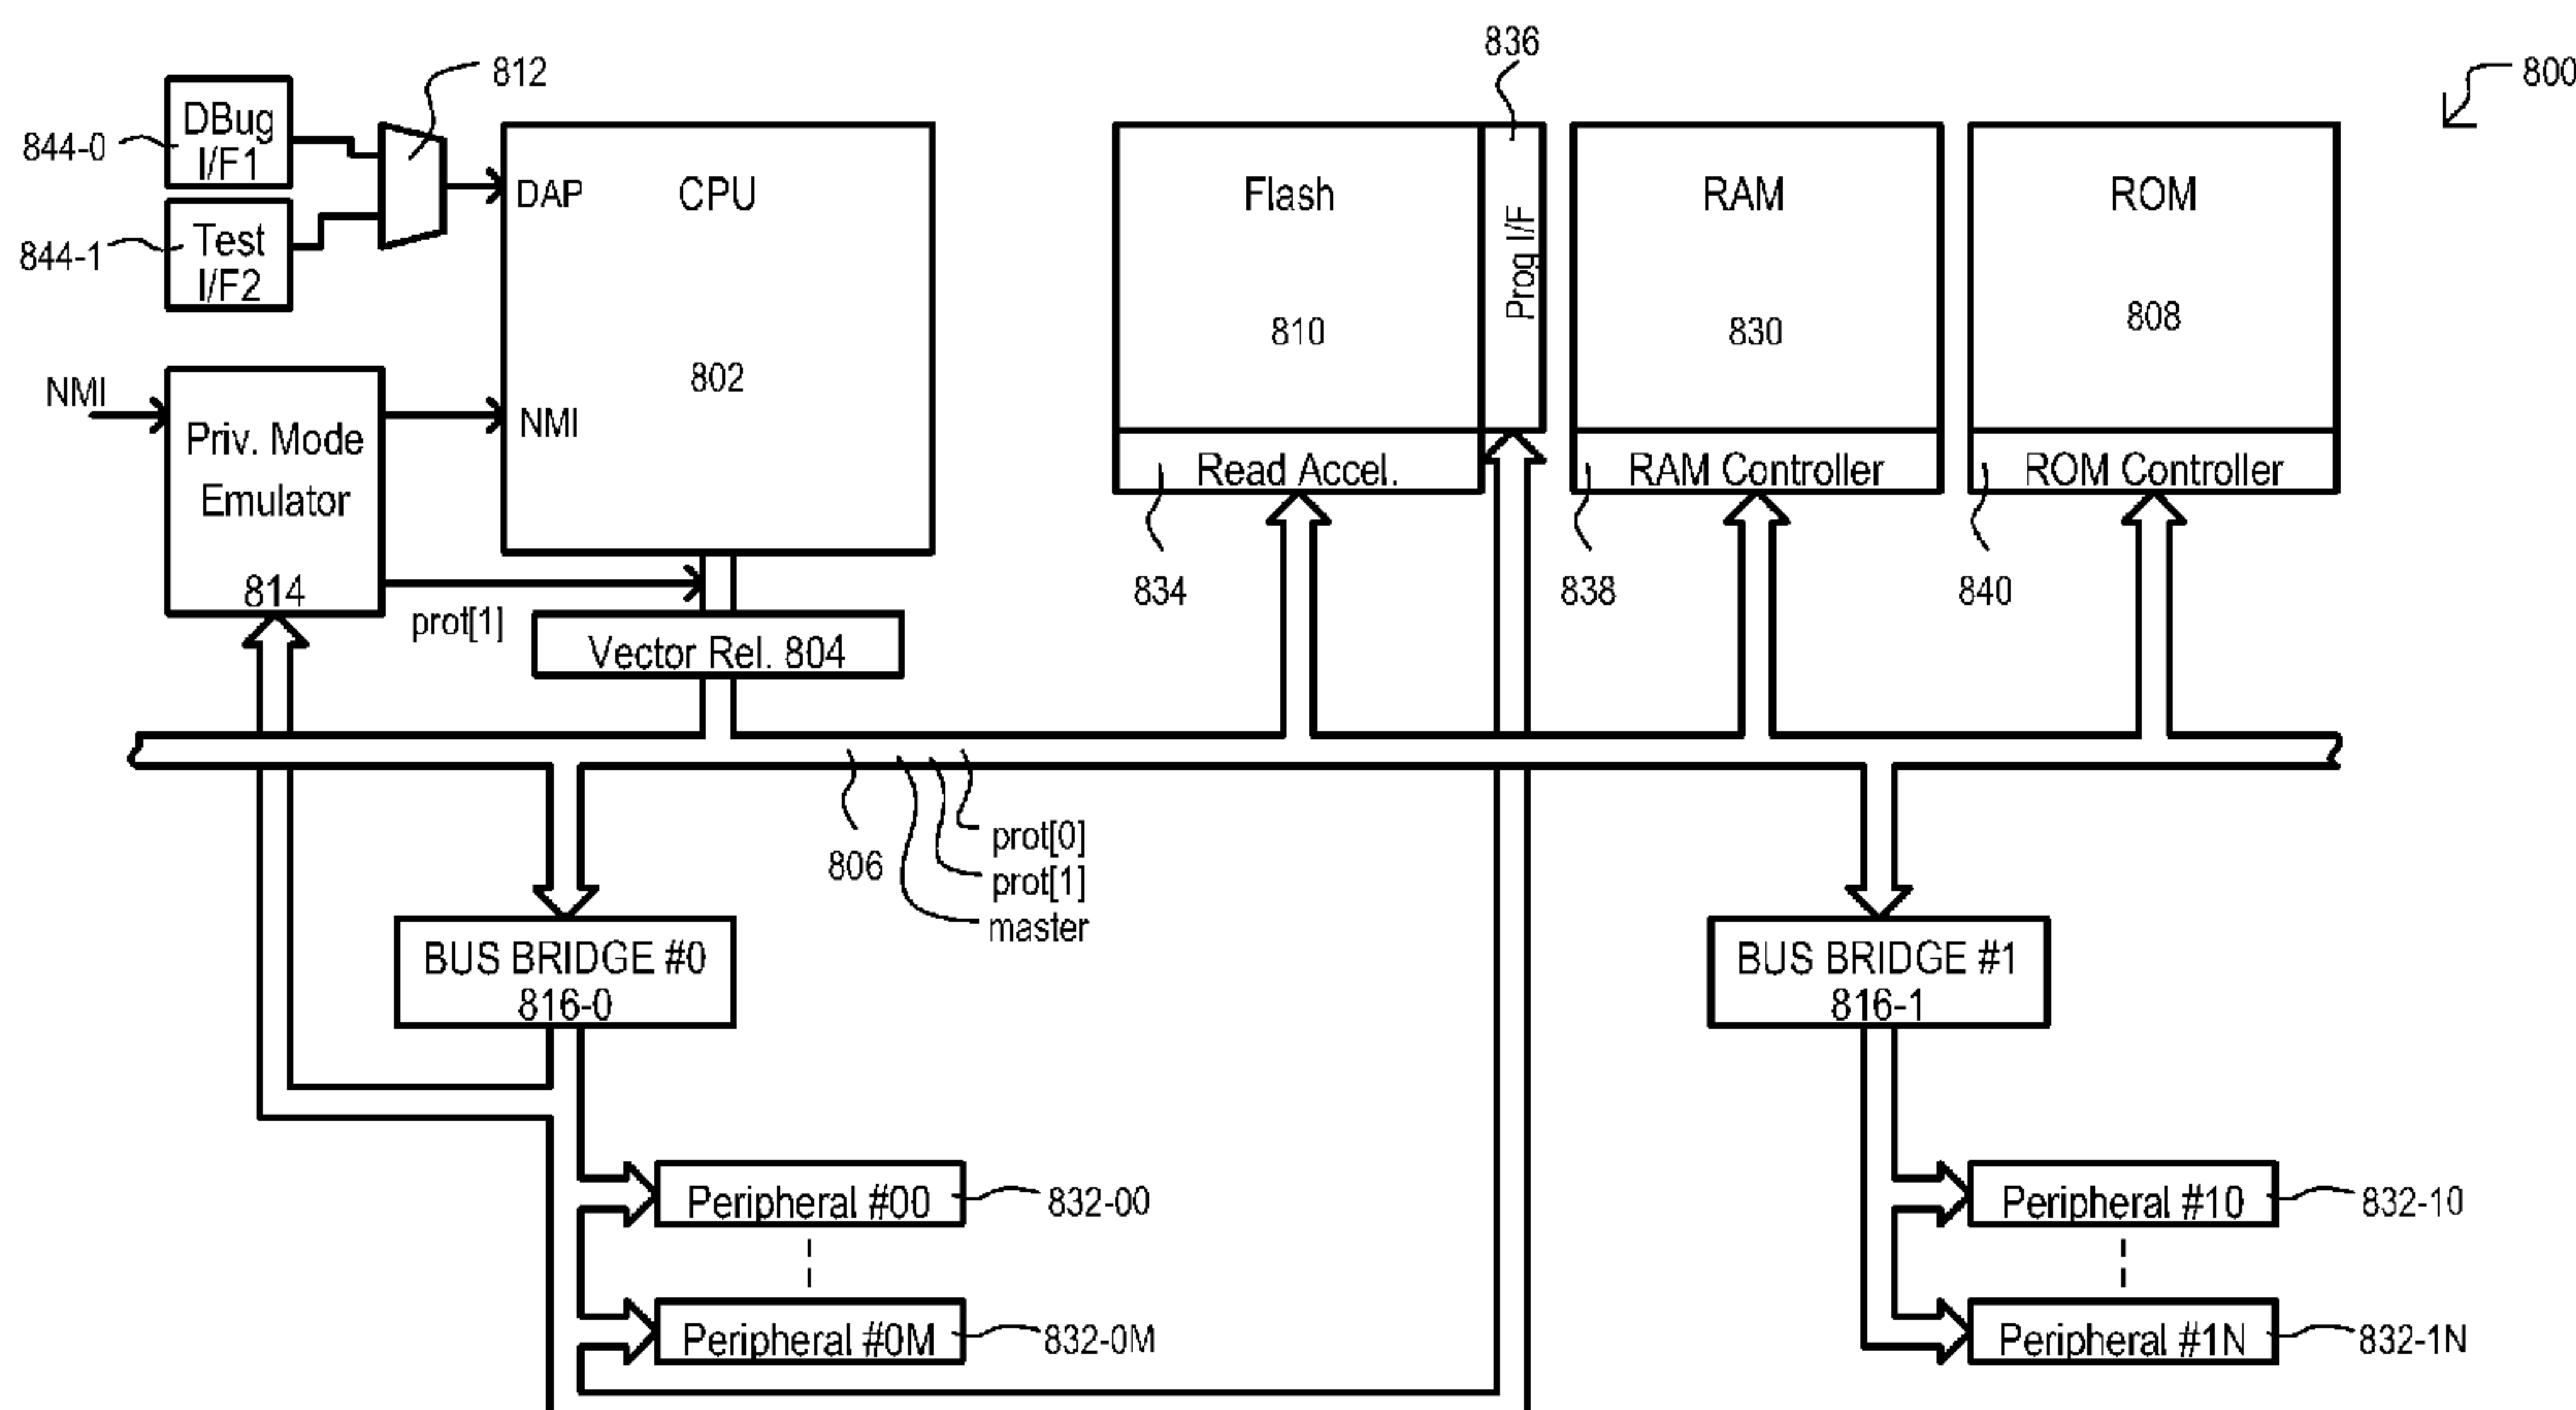 836
800
812
DBug
I/F1
844-0
Test
I/F2
844-1
DAP
CPU
802
NMI
NMI
Priv. Mode
Emulator
814
prot[1]
Vector Rel. 804
Flash
810
Prog I/F
Read Accel.
834
RAM
830
RAM Controller
838
ROM
808
ROM Controller
840
806
prot[0]
prot[1]
master
BUS BRIDGE #0
816-0
BUS BRIDGE #1
816-1
Peripheral #00
832-00
Peripheral #0M
832-0M
Peripheral #10
832-10
Peripheral #1N
832-1N